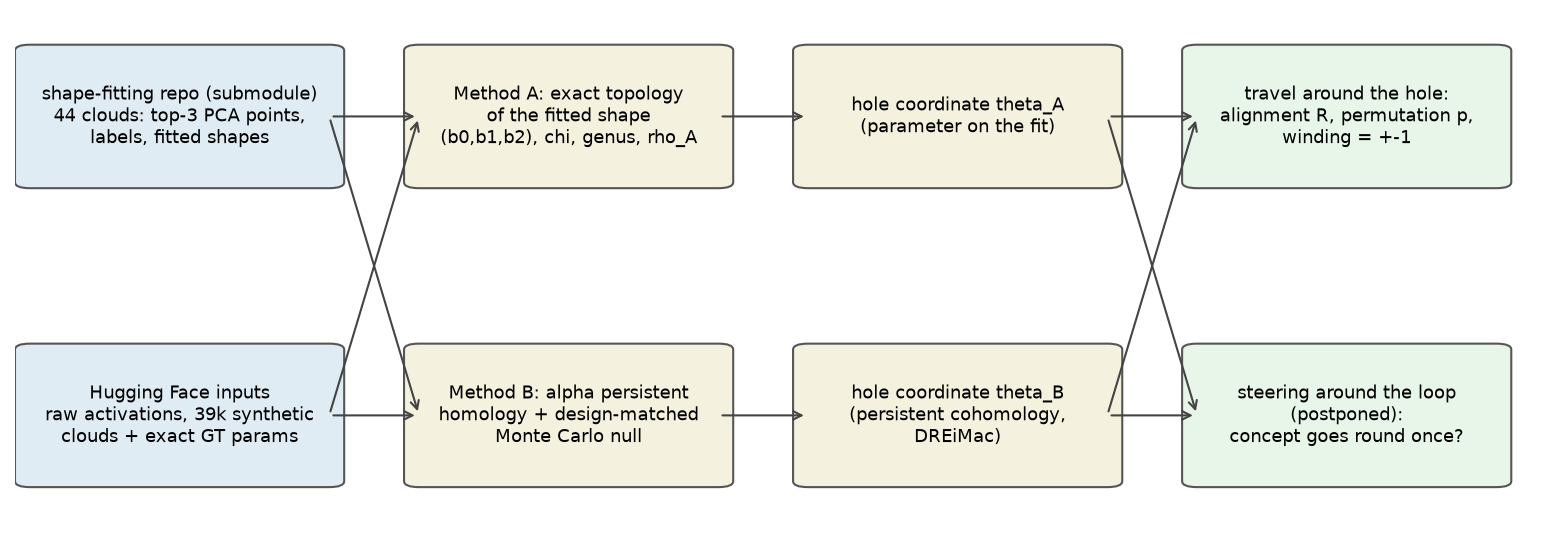 shape-fitting repo (submodule)
44 clouds: top-3 PCA points,
labels, fitted shapes
Method A: exact topology
of the fitted shape
(b0,b1,b2), chi, genus, rho_A
hole coordinate theta_A
(parameter on the fit)
travel around the hole:
alignment R, permutation p,
winding = +-1
Hugging Face inputs
raw activations, 39k synthetic
clouds + exact GT params
Method B: alpha persistent
homology + design-matched
Monte Carlo null
hole coordinate theta_B
(persistent cohomology,
DREiMac)
steering around the loop
(postponed):
concept goes round once?